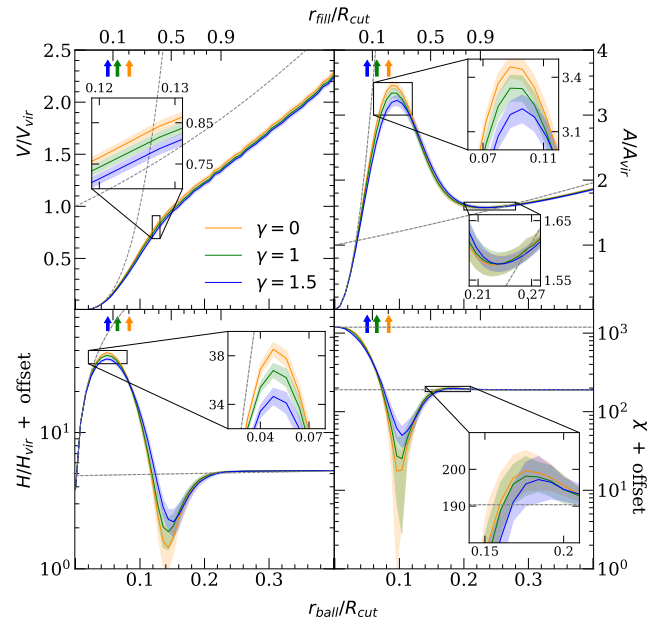 r_fill/R_cut
0.1 0.5 0.9 0.1 0.5 0.9
2.5
2.0
1.5
1.0
0.5
V/V_vir
0.12 0.13
0.85
0.75
γ = 0
γ = 1
γ = 1.5
4
3
2
1
0
A/A_vir
3.4
3.1
0.07 0.11
1.65
1.55
0.21 0.27
10^1
10^0
H/H_vir + offset
38
34
0.04 0.07
0.0 0.1 0.2 0.3
10^3
10^2
10^1
10^0
χ + offset
200
190
0.15 0.2
0.1 0.2 0.3
r_ball/R_cut